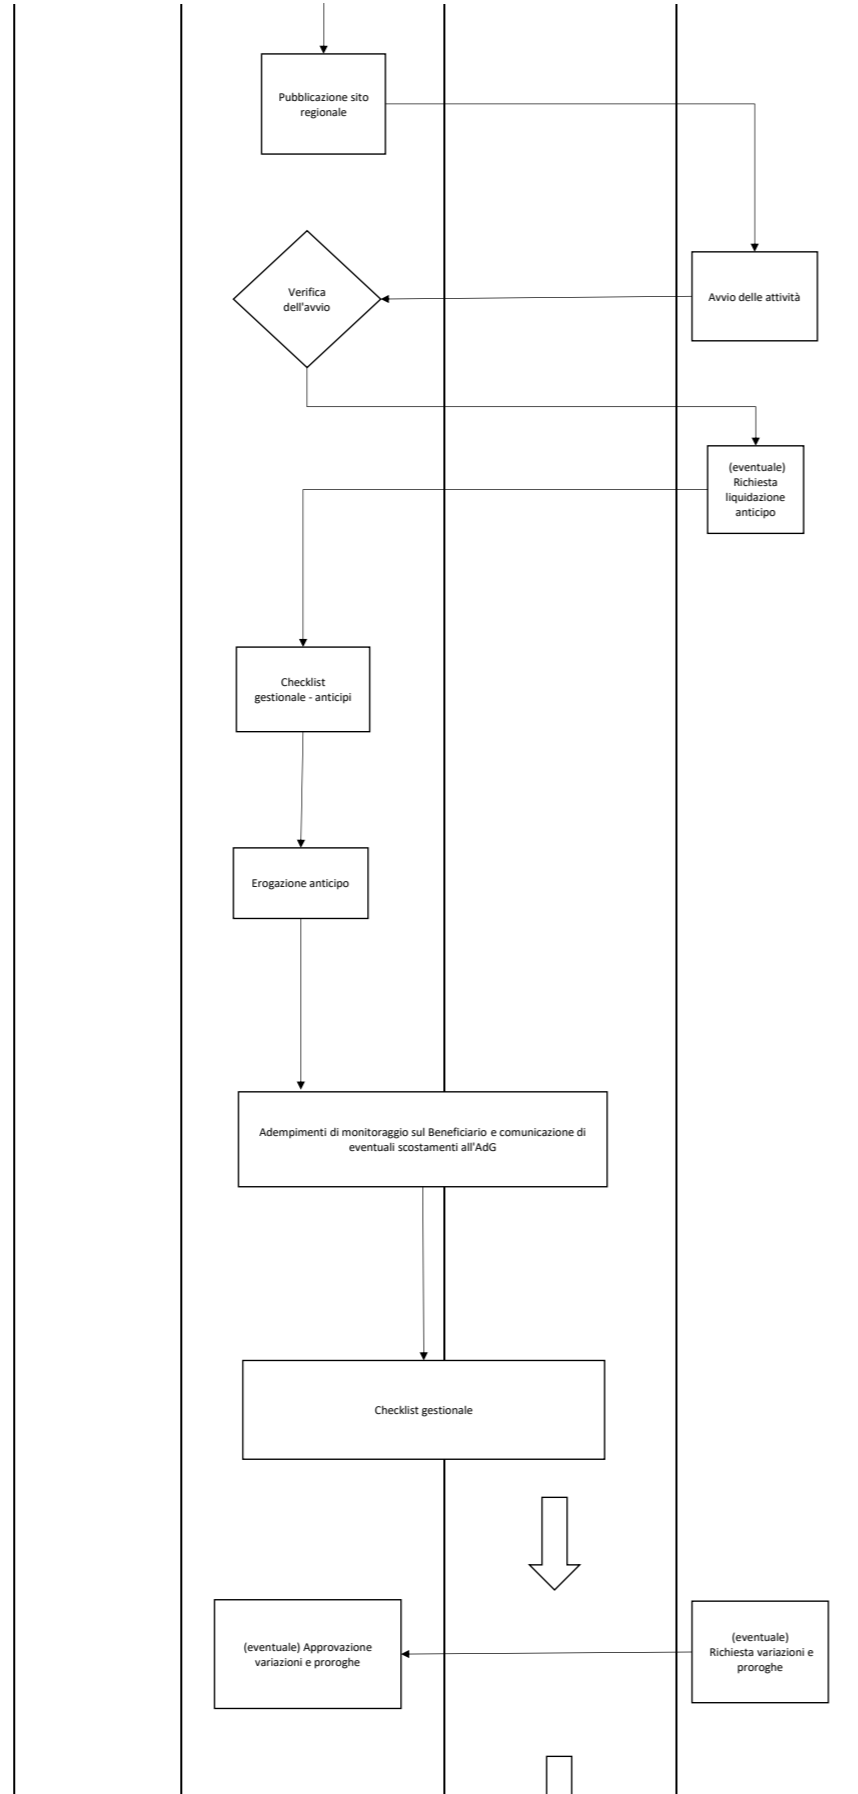 Pubblicazione sito
regionale
Verifica
dell'avvio
Avvio delle attività
(eventuale)
Richiesta
liquidazione
anticipo
Checklist
gestionale - anticipi
Erogazione anticipo
Adempimenti di monitoraggio sul Beneficiario e comunicazione di
eventuali scostamenti all'AdG
Checklist gestionale
(eventuale) Approvazione
variazioni e proroghe
(eventuale)
Richiesta variazioni e
proroghe